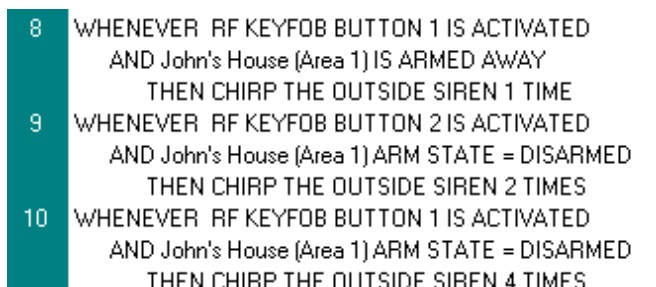 8 WHENEVER RF KEYFOB BUTTON 1 IS ACTIVATED
AND John's House (Area 1) IS ARMED AWAY
THEN CHIRP THE OUTSIDE SIREN 1 TIME
9 WHENEVER RF KEYFOB BUTTON 2 IS ACTIVATED
AND John's House (Area 1) ARM STATE = DISARMED
THEN CHIRP THE OUTSIDE SIREN 2 TIMES
10 WHENEVER RF KEYFOB BUTTON 1 IS ACTIVATED
AND John's House (Area 1) ARM STATE = DISARMED
THEN CHIRP THE OUTSIDE SIREN 4 TIMES